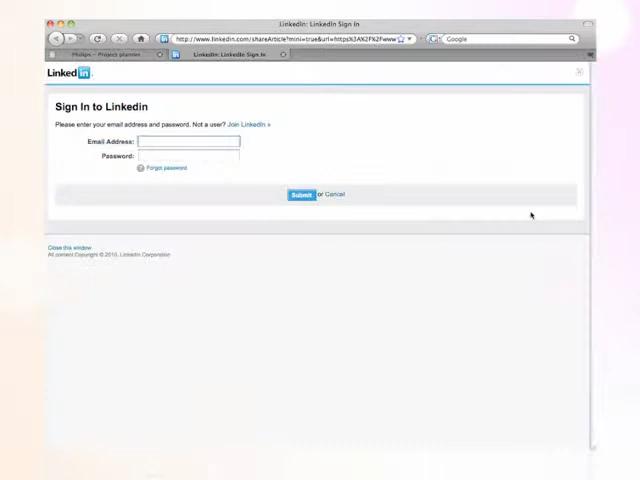 LinkedIn: LinkedIn Sign In
http://www.linkedin.com/shareArticle?mini=true&url=https%3A%2F%2Fwww
Google
Philips – Project planner
LinkedIn: LinkedIn Sign In
Linked in
Sign In to LinkedIn
Please enter your email address and password. Not a user? Join LinkedIn »
Email Address:
Password:
? Forgot password
Submit or Cancel
Close this window
All content Copyright © 2010, LinkedIn Corporation